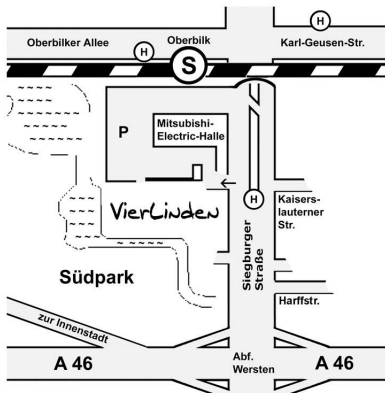 H
Oberbilker Allee
H
Oberbilk
Karl-Geusen-Str.
S
P
Mitsubishi-
Electric-Halle
VierLinden
H
Kaisers-
lauterner
Str.
Siegburger
Straße
Südpark
Harffstr.
zur Innenstadt
A 46
Abf.
Wersten
A 46